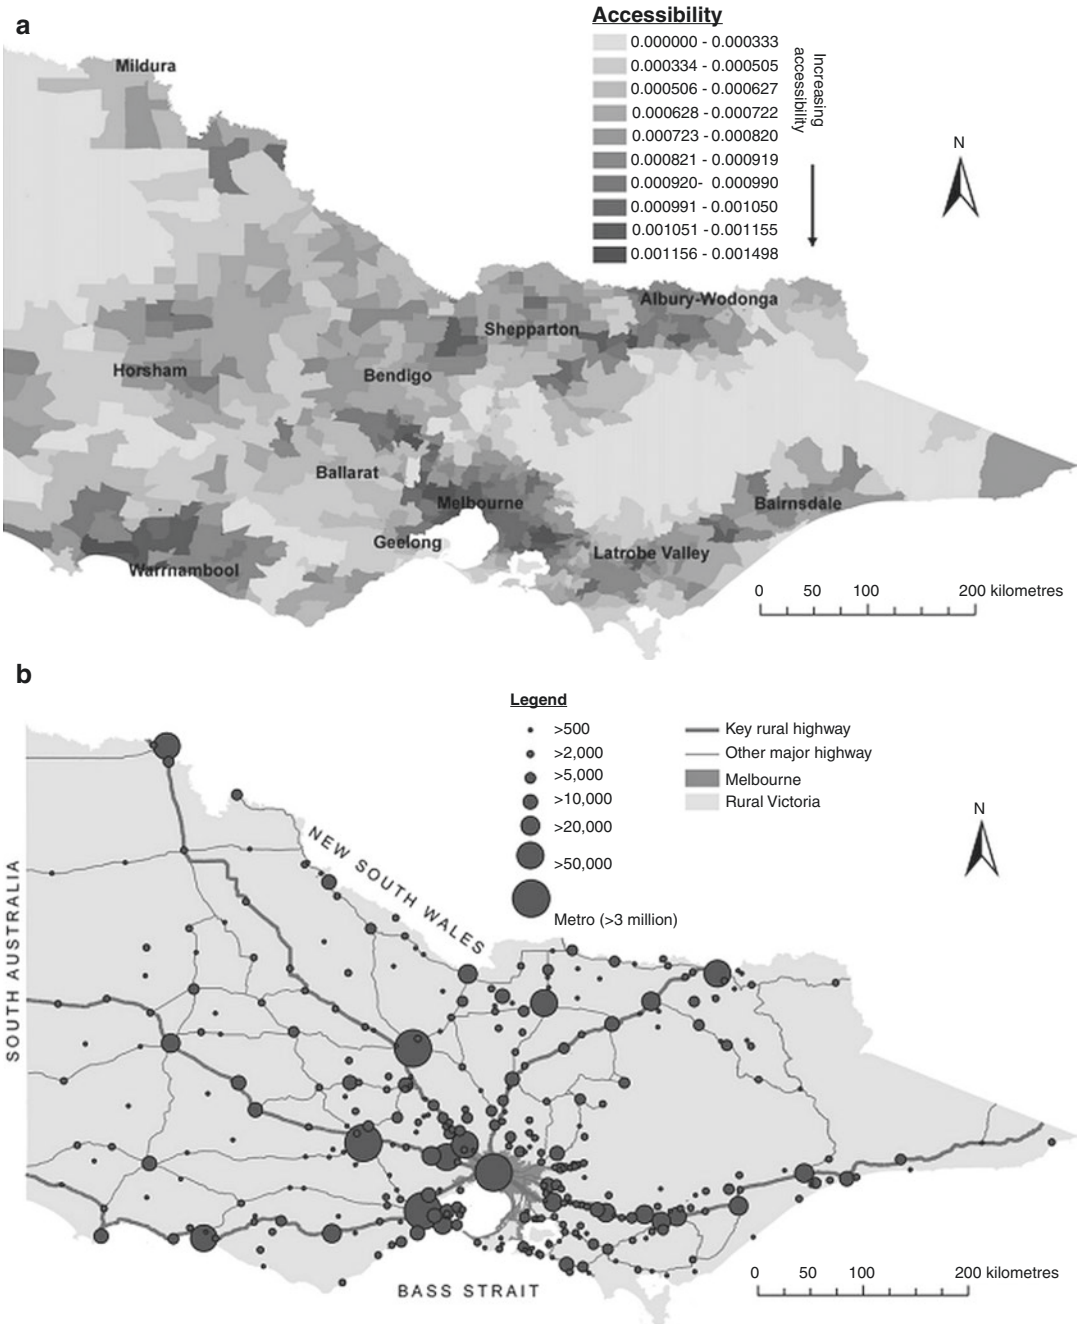 a
Accessibility
0.000000 - 0.000333
0.000334 - 0.000505
0.000506 - 0.000627
0.000628 - 0.000722
0.000723 - 0.000820
0.000821 - 0.000919
0.000920- 0.000990
0.000991 - 0.001050
0.001051 - 0.001155
0.001156 - 0.001498
Increasing
accessibility
N
Mildura
Albury-Wodonga
Shepparton
Horsham
Bendigo
Ballarat
Melbourne
Bairnsdale
Geelong
Latrobe Valley
Warrnambool
0 50 100 200 kilometres
b
Legend
>500
>2,000
>5,000
>10,000
>20,000
>50,000
Metro (>3 million)
Key rural highway
Other major highway
Melbourne
Rural Victoria
N
NEW SOUTH WALES
SOUTH AUSTRALIA
BASS STRAIT
0 50 100 200 kilometres